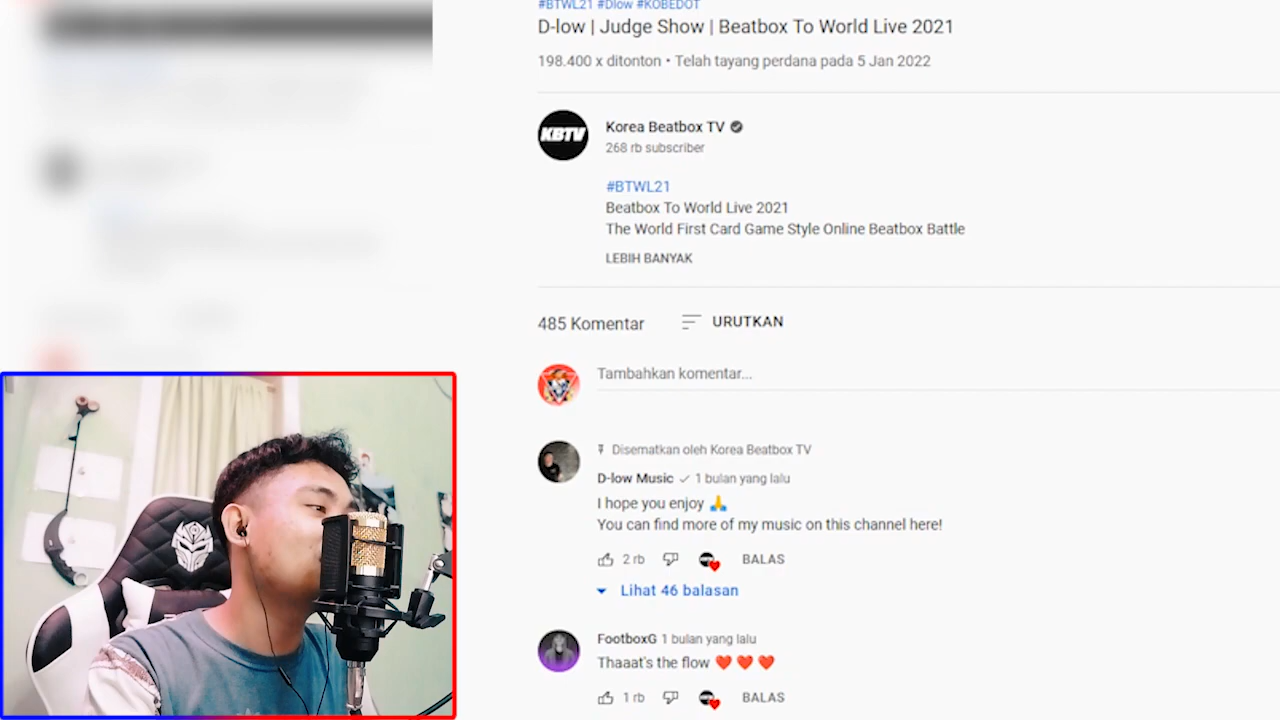 #BTWL21 #Dlow #KOBEDOT
D-low | Judge Show | Beatbox To World Live 2021
198.400 x ditonton • Telah tayang perdana pada 5 Jan 2022
KBTV
Korea Beatbox TV
268 rb subscriber
#BTWL21
Beatbox To World Live 2021
The World First Card Game Style Online Beatbox Battle
LEBIH BANYAK
485 Komentar
URUTKAN
Tambahkan komentar...
Disematkan oleh Korea Beatbox TV
D-low Music 1 bulan yang lalu
I hope you enjoy 🙏
You can find more of my music on this channel here!
2 rb
BALAS
Lihat 46 balasan
FootboxG 1 bulan yang lalu
Thaaat's the flow ❤️ ❤️ ❤️
1 rb
BALAS